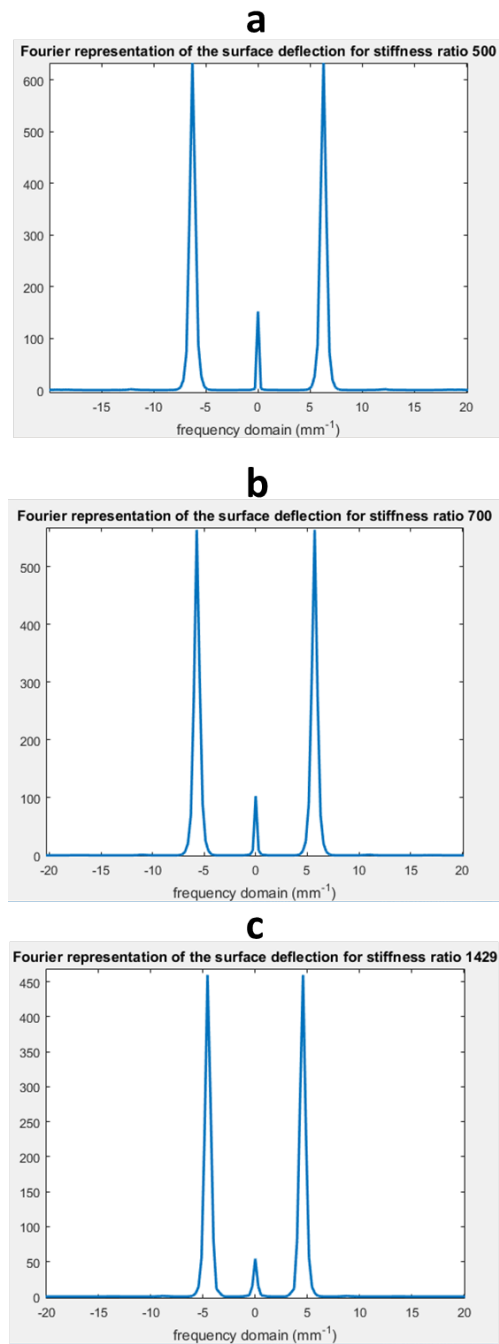 a
Fourier representation of the surface deflection for stiffness ratio 500
600
500
400
300
200
100
0
-15 -10 -5 0 5 10 15 20
frequency domain (mm⁻¹)
b
Fourier representation of the surface deflection for stiffness ratio 700
500
400
300
200
100
0
-20 -15 -10 -5 0 5 10 15 20
frequency domain (mm⁻¹)
c
Fourier representation of the surface deflection for stiffness ratio 1429
450
400
350
300
250
200
150
100
50
0
-20 -15 -10 -5 0 5 10 15 20
frequency domain (mm⁻¹)